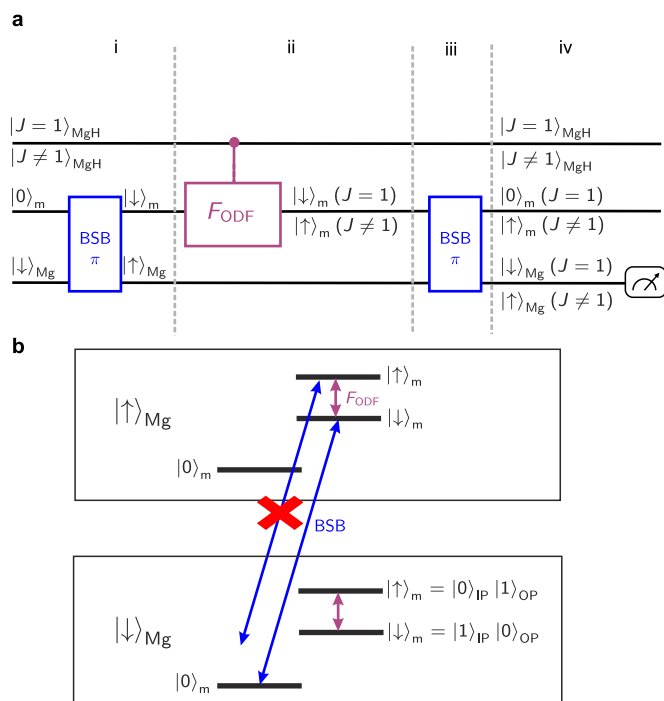 a
i ii iii iv
|J = 1⟩MgH |J = 1⟩MgH
|J ≠ 1⟩MgH |J ≠ 1⟩MgH
|0⟩m BSB π |↓⟩m FODF |↓⟩m (J = 1) BSB π |0⟩m (J = 1)
|↑⟩m (J ≠ 1) |↑⟩m (J ≠ 1)
|↓⟩Mg |↑⟩Mg |↓⟩Mg (J = 1)
|↑⟩Mg (J ≠ 1)
b
|↑⟩m
|↑⟩Mg FODF
|↓⟩m
|0⟩m
BSB
|↑⟩m = |0⟩IP |1⟩OP
|↓⟩Mg |↓⟩m = |1⟩IP |0⟩OP
|0⟩m